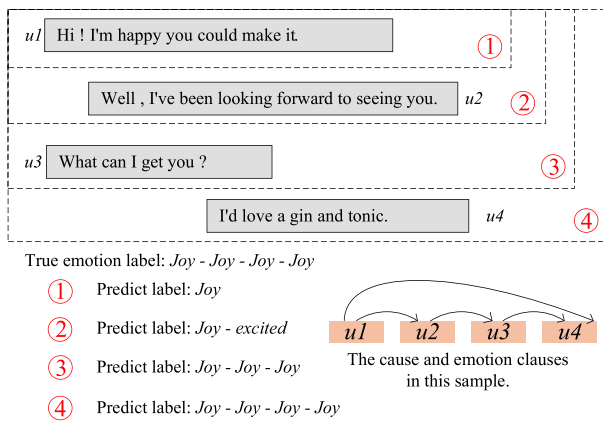 u1 Hi ! I'm happy you could make it.
①
Well , I've been looking forward to seeing you. u2
②
u3 What can I get you ?
③
I'd love a gin and tonic. u4
④
True emotion label: Joy - Joy - Joy - Joy
① Predict label: Joy
② Predict label: Joy - excited
③ Predict label: Joy - Joy - Joy
④ Predict label: Joy - Joy - Joy - Joy
u1 u2 u3 u4
The cause and emotion clauses
in this sample.